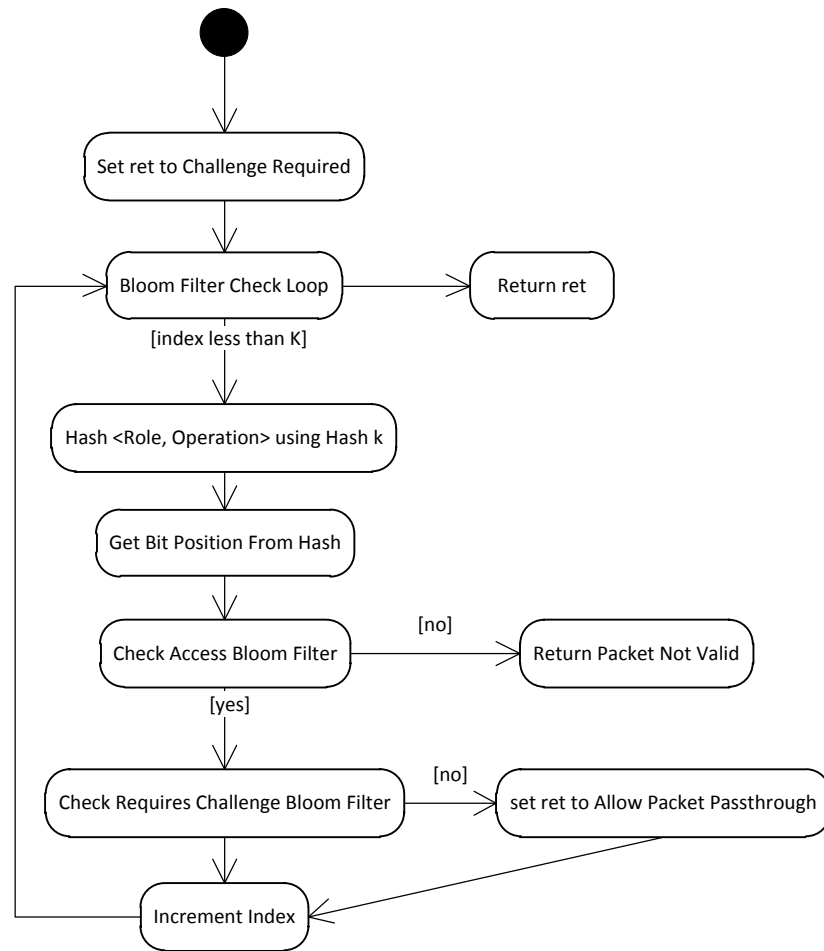 Set ret to Challenge Required
Bloom Filter Check Loop
Return ret
[index less than K]
Hash <Role, Operation> using Hash k
Get Bit Position From Hash
Check Access Bloom Filter
[no]
Return Packet Not Valid
[yes]
Check Requires Challenge Bloom Filter
[no]
set ret to Allow Packet Passthrough
Increment Index